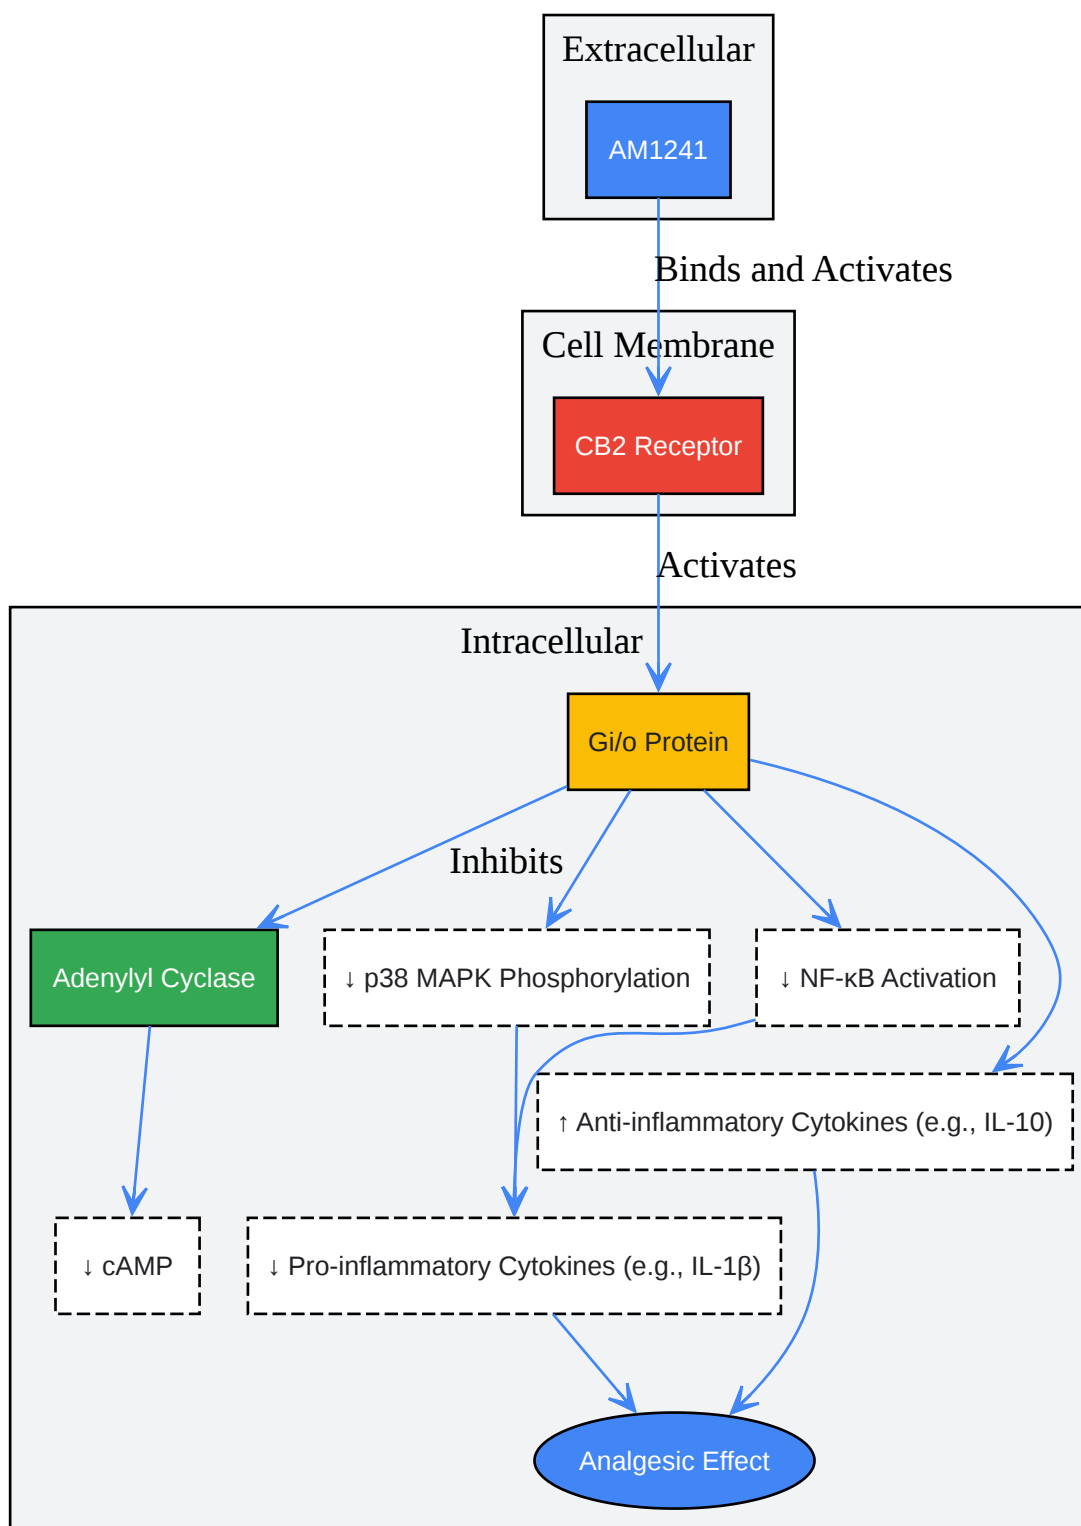 Extracellular
AM1241
Binds and Activates
Cell Membrane
CB2 Receptor
Activates
Intracellular
Gi/o Protein
Inhibits
Adenylyl Cyclase
↓ p38 MAPK Phosphorylation
↓ NF-κB Activation
↑ Anti-inflammatory Cytokines (e.g., IL-10)
↓ cAMP
↓ Pro-inflammatory Cytokines (e.g., IL-1β)
Analgesic Effect